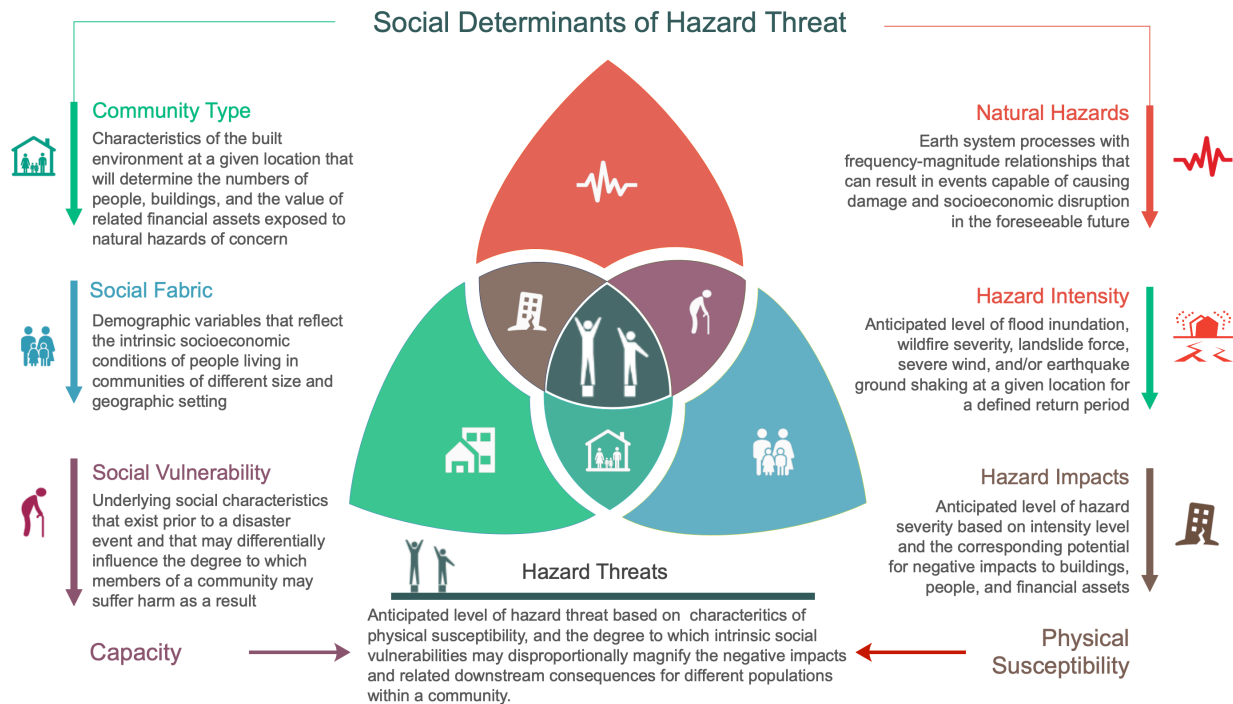 Social Determinants of Hazard Threat
Community Type
Characteristics of the built
environment at a given location that
will determine the numbers of
people, buildings, and the value of
related financial assets exposed to
natural hazards of concern
Social Fabric
Demographic variables that reflect
the intrinsic socioeconomic
conditions of people living in
communities of different size and
geographic setting
Social Vulnerability
Underlying social characteristics
that exist prior to a disaster
event and that may differentially
influence the degree to which
members of a community may
suffer harm as a result
Capacity
Natural Hazards
Earth system processes with
frequency-magnitude relationships that
can result in events capable of causing
damage and socioeconomic disruption
in the foreseeable future
Hazard Intensity
Anticipated level of flood inundation,
wildfire severity, landslide force,
severe wind, and/or earthquake
ground shaking at a given location for
a defined return period
Hazard Impacts
Anticipated level of hazard
severity based on intensity level
and the corresponding potential
for negative impacts to buildings,
people, and financial assets
Physical
Susceptibility
Hazard Threats
Anticipated level of hazard threat based on characteritics of
physical susceptibility, and the degree to which intrinsic social
vulnerabilities may disproportionally magnify the negative impacts
and related downstream consequences for different populations
within a community.